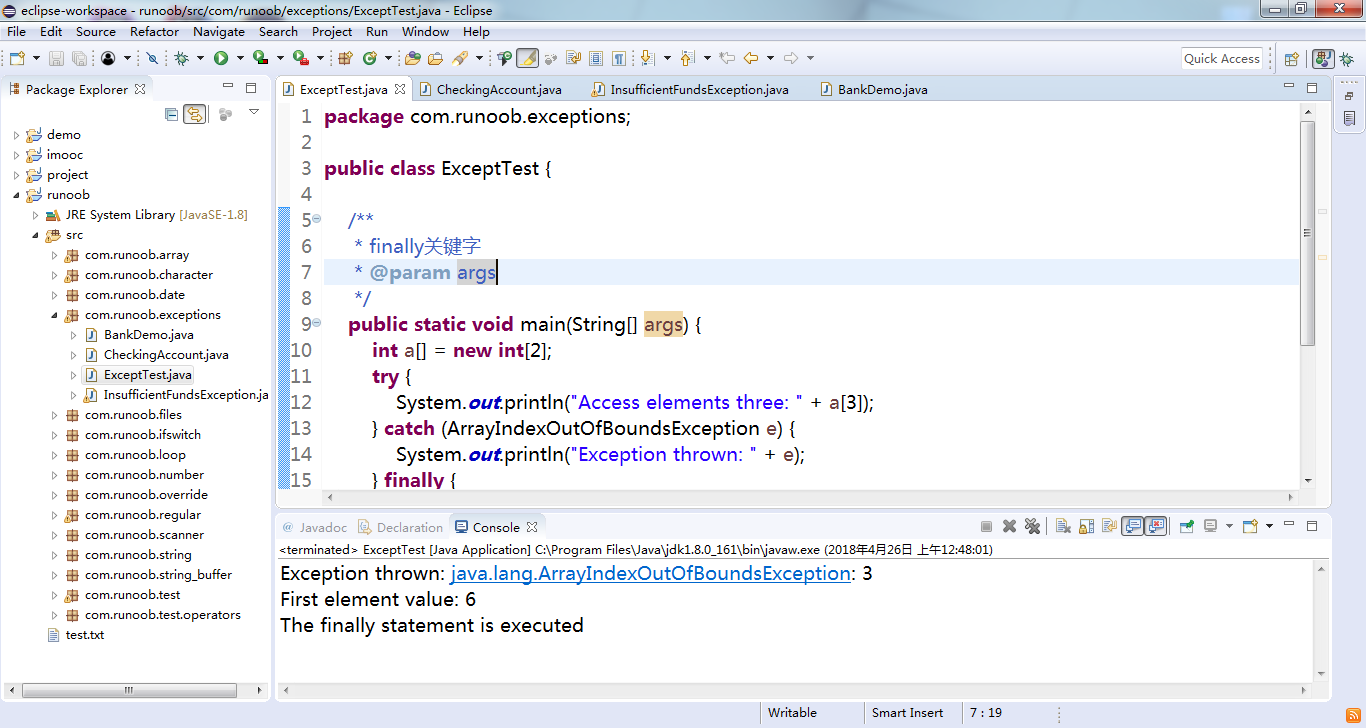 eclipse-workspace - runoob/src/com/runoob/exceptions/ExceptTest.java - Eclipse
File Edit Source Refactor Navigate Search Project Run Window Help
Quick Access
Package Explorer
demo
imooc
project
runoob
JRE System Library [JavaSE-1.8]
src
com.runoob.array
com.runoob.character
com.runoob.date
com.runoob.exceptions
BankDemo.java
CheckingAccount.java
ExceptTest.java
InsufficientFundsException.ja
com.runoob.files
com.runoob.ifswitch
com.runoob.loop
com.runoob.number
com.runoob.override
com.runoob.regular
com.runoob.scanner
com.runoob.string
com.runoob.string_buffer
com.runoob.test
com.runoob.test.operators
test.txt
ExceptTest.java CheckingAccount.java InsufficientFundsException.java BankDemo.java
1 package com.runoob.exceptions;
2
3 public class ExceptTest {
4
5 /**
6 * finally关键字
7 * @param args
8 */
9 public static void main(String[] args) {
10 int a[] = new int[2];
11 try {
12 System.out.println("Access elements three: " + a[3]);
13 } catch (ArrayIndexOutOfBoundsException e) {
14 System.out.println("Exception thrown: " + e);
15 } finally {
@ Javadoc Declaration Console
<terminated> ExceptTest [Java Application] C:\Program Files\Java\jdk1.8.0_161\bin\javaw.exe (2018年4月26日 上午12:48:01)
Exception thrown: java.lang.ArrayIndexOutOfBoundsException: 3
First element value: 6
The finally statement is executed
Writable Smart Insert 7 : 19